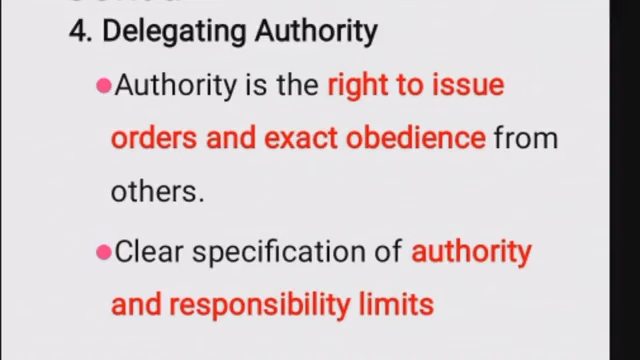 4. Delegating Authority
Authority is the right to issue
orders and exact obedience from
others.
Clear specification of authority
and responsibility limits